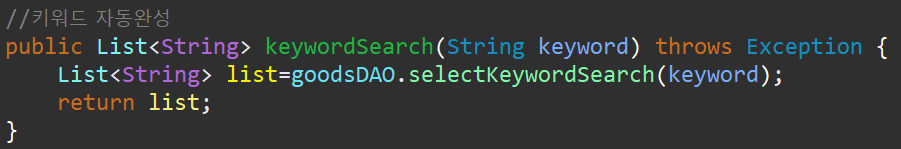 //키워드 자동완성
public List<String> keywordSearch(String keyword) throws Exception {
    List<String> list=goodsDAO.selectKeywordSearch(keyword);
    return list;
}